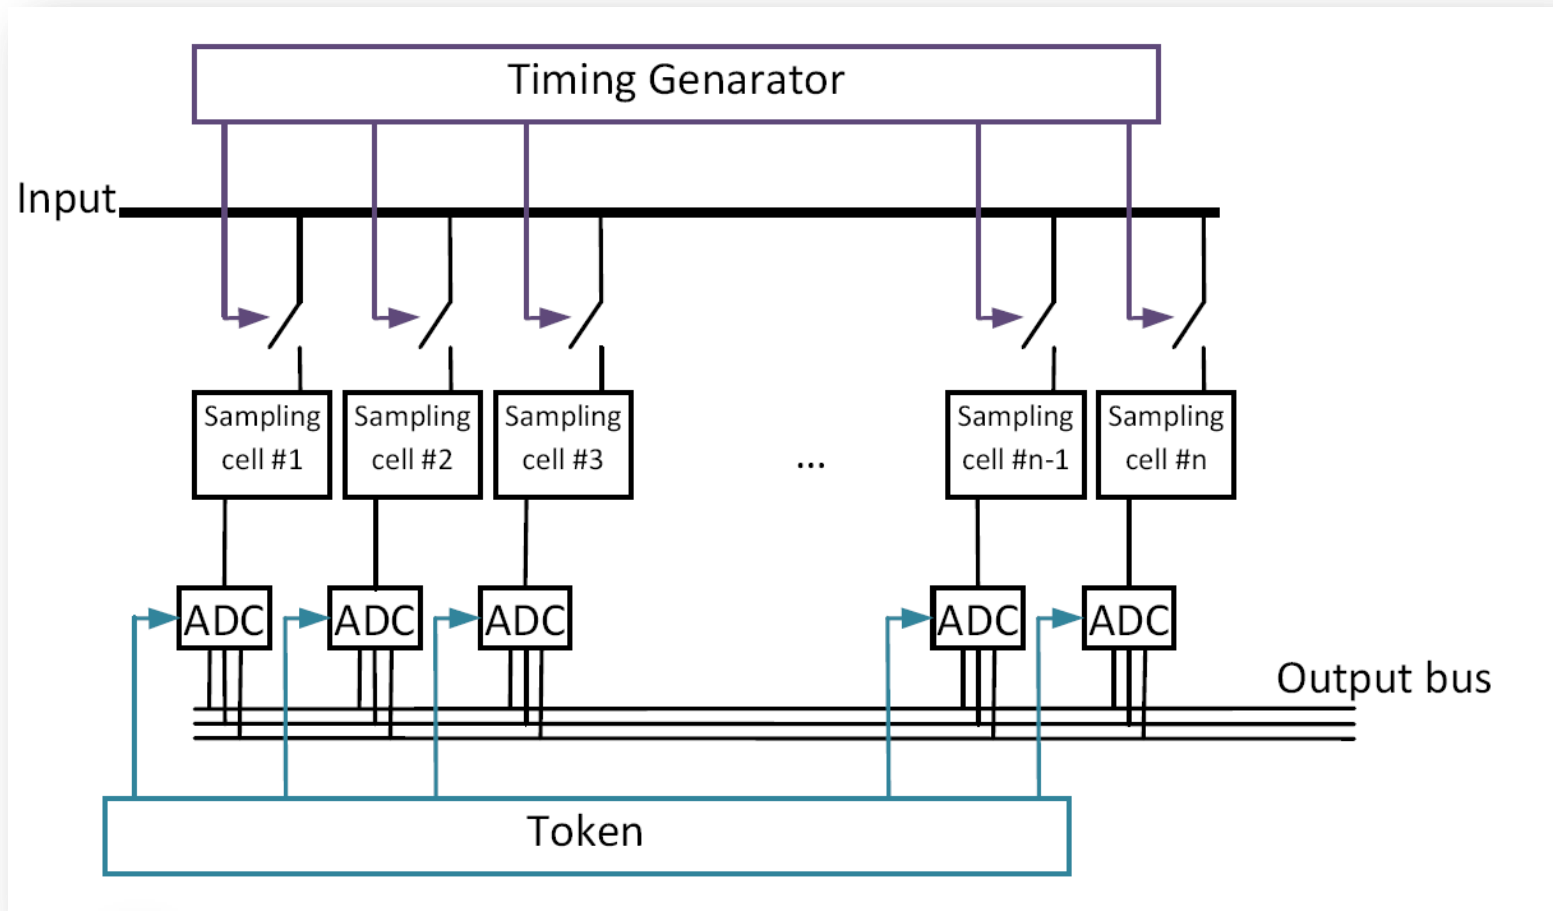 Timing Genarator
Input
Sampling
cell #1
Sampling
cell #2
Sampling
cell #3
...
Sampling
cell #n-1
Sampling
cell #n
ADC
ADC
ADC
ADC
ADC
Output bus
Token